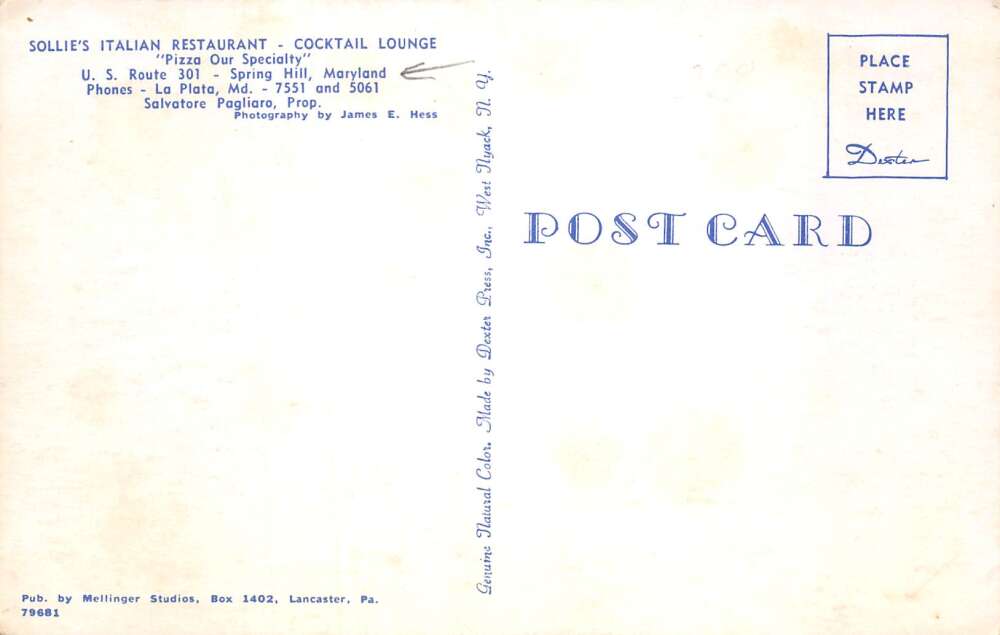 SOLLIE'S ITALIAN RESTAURANT - COCKTAIL LOUNGE
"Pizza Our Specialty"
U. S. Route 301 - Spring Hill, Maryland
Phones - La Plata, Md. - 7551 and 5061
Salvatore Pagliaro, Prop.
Photography by James E. Hess
Genuine Natural Color. Made by Dexter Press, Inc., West Nyack, N. Y.
PLACE
STAMP
HERE
Dexter
POST CARD
Pub. by Mellinger Studios, Box 1402, Lancaster, Pa.
79681